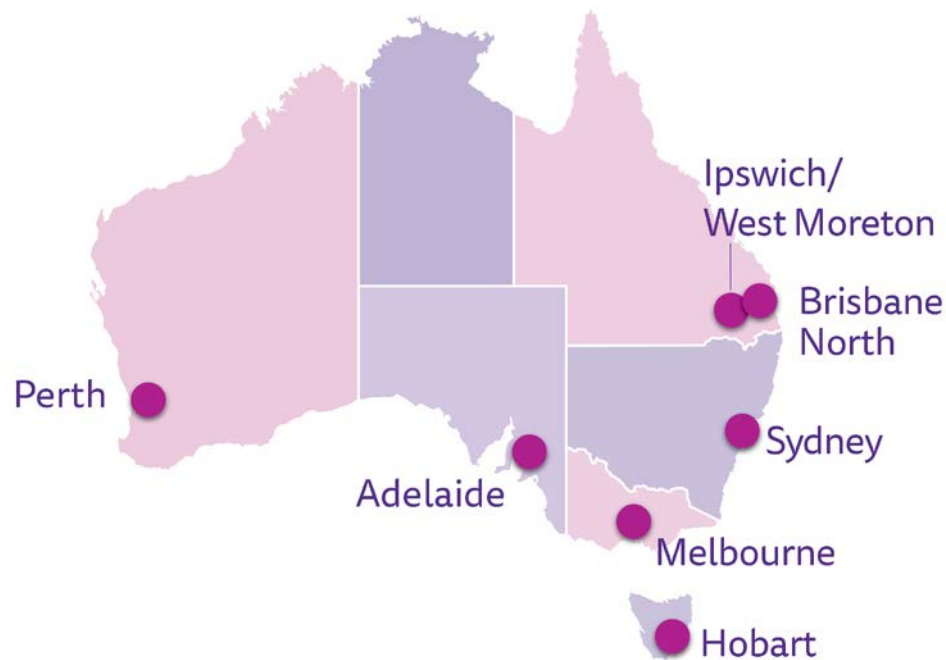 Ipswich/
West Moreton
Brisbane
North
Perth
Sydney
Adelaide
Melbourne
Hobart